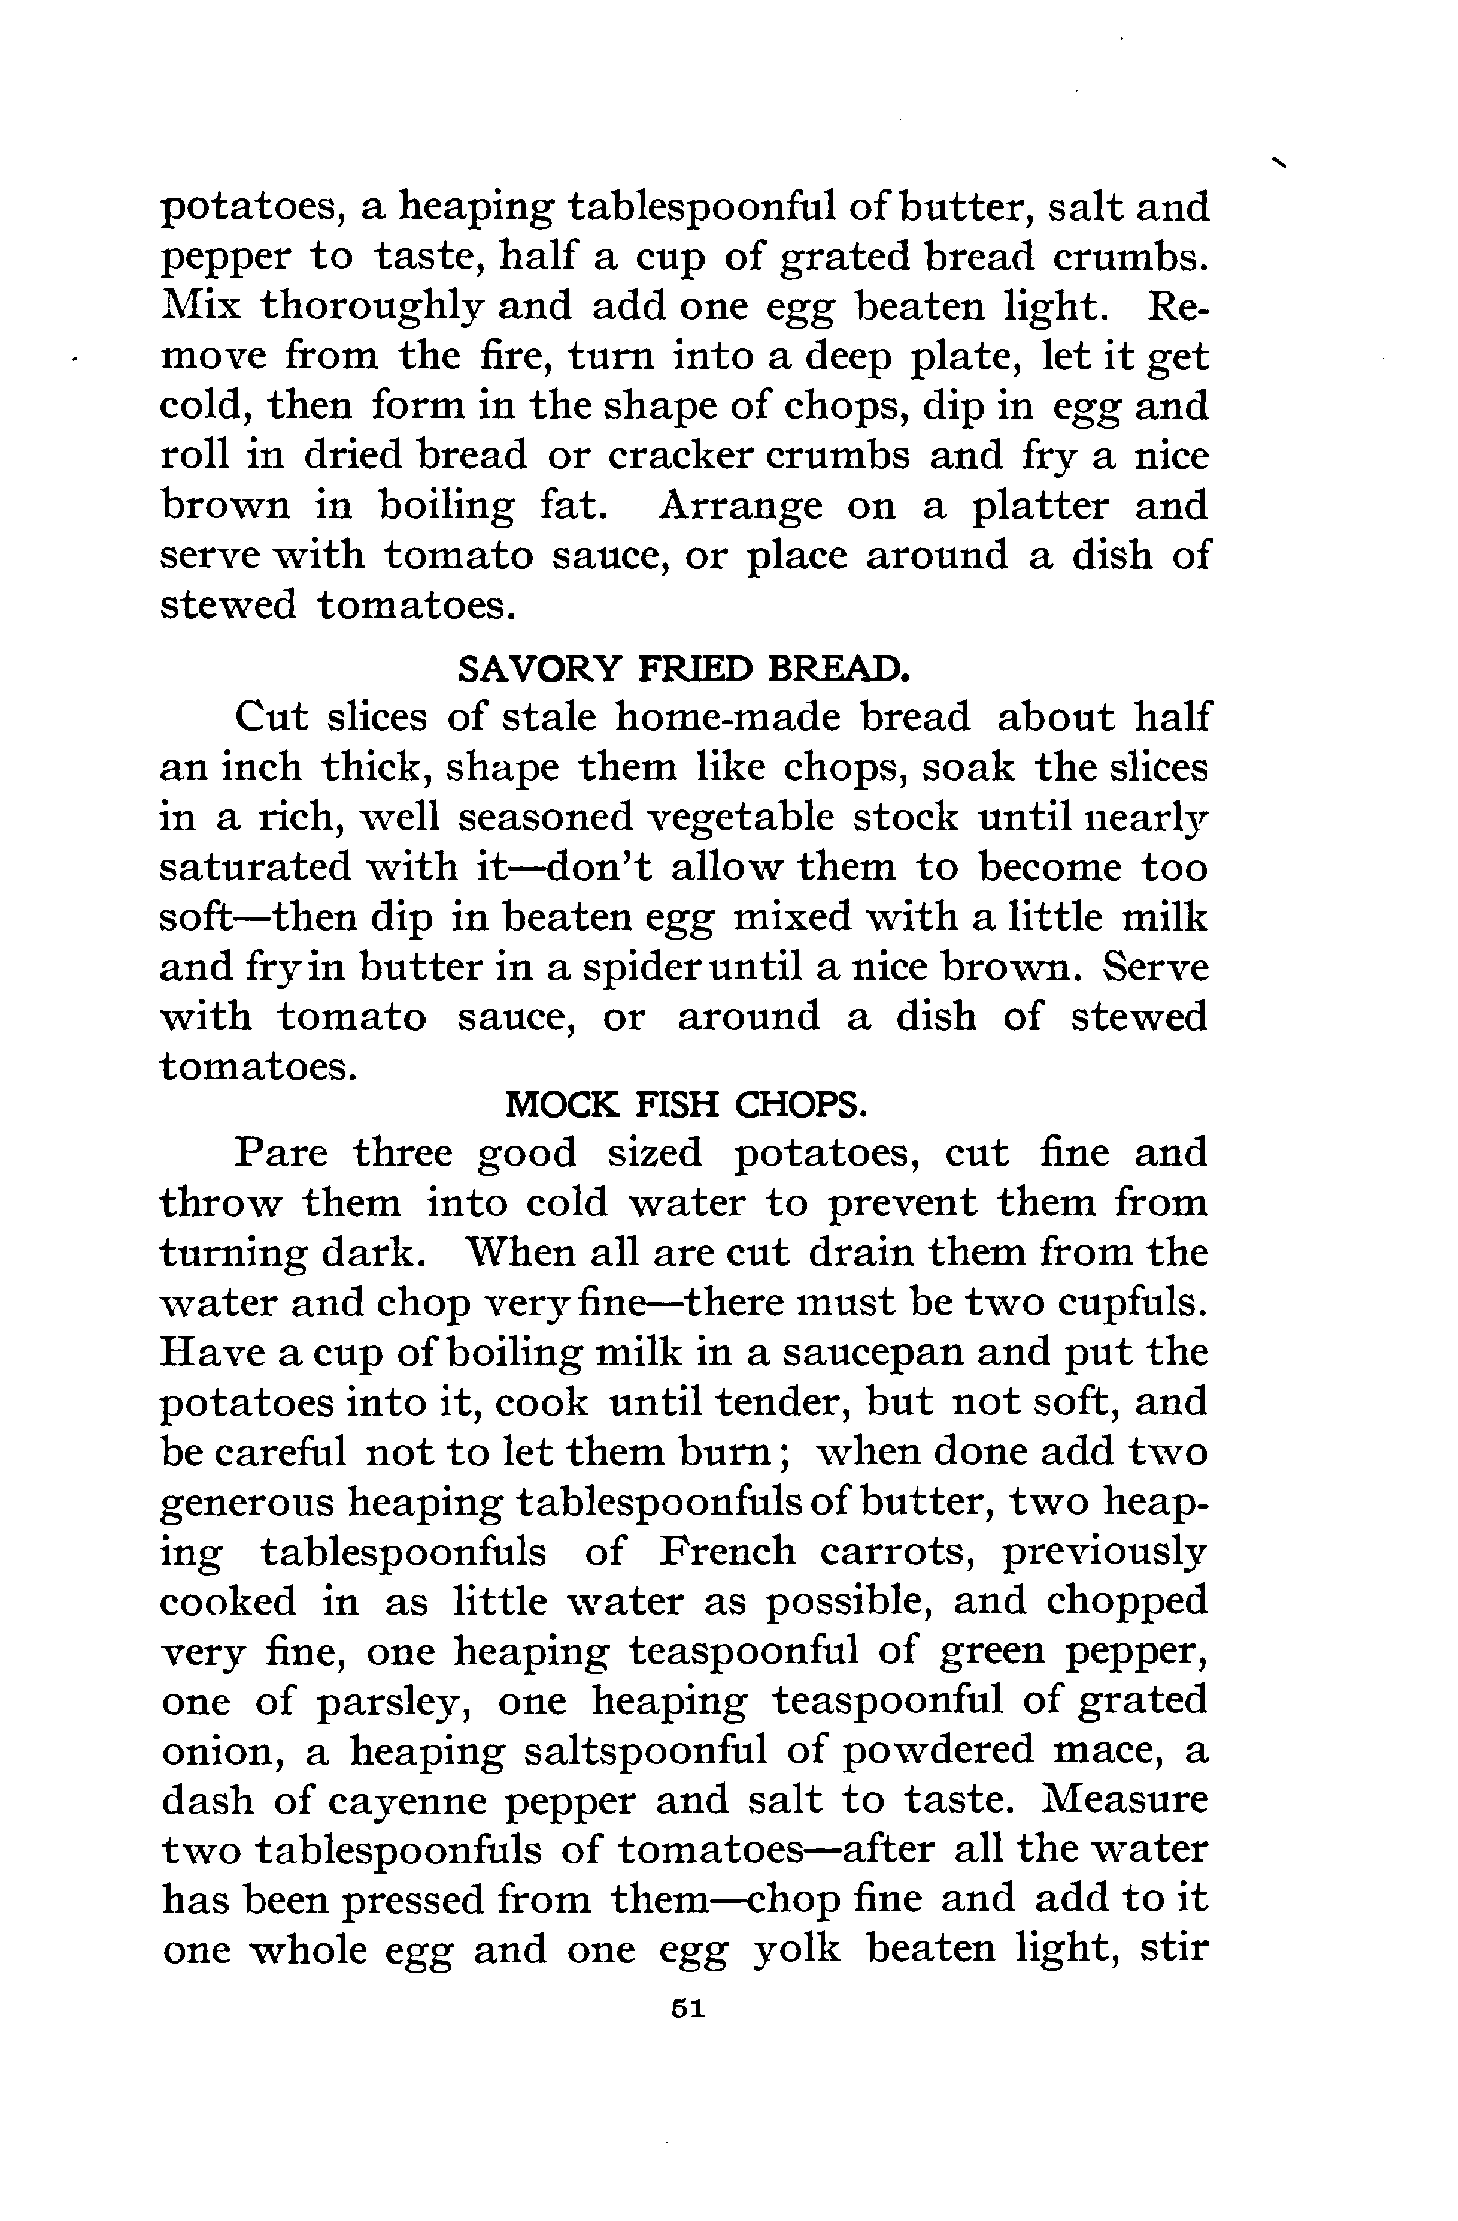 potatoes, a heaping tablespoonful of butter, salt and
pepper to taste, half a cup of grated bread crumbs.
Mix thoroughly and add one egg beaten light. Re-
move from the fire, turn into a deep plate, let it get
cold, then form in the shape of chops, dip in egg and
roll in dried bread or cracker crumbs and fry a nice
brown in boiling fat. Arrange on a platter and
serve with tomato sauce, or place around a dish of
stewed tomatoes.
SAVORY FRIED BREAD.
Cut slices of stale home-made bread about half
an inch thick, shape them like chops, soak the slices
in a rich, well seasoned vegetable stock until nearly
saturated with it—don't allow them to become too
soft—then dip in beaten egg mixed with a little milk
and fry in butter in a spider until a nice brown. Serve
with tomato sauce, or around a dish of stewed
tomatoes.
MOCK FISH CHOPS.
Pare three good sized potatoes, cut fine and
throw them into cold water to prevent them from
turning dark. When all are cut drain them from the
water and chop very fine—there must be two cupfuls.
Have a cup of boiling milk in a saucepan and put the
potatoes into it, cook until tender, but not soft, and
be careful not to let them burn; when done add two
generous heaping tablespoonfuls of butter, two heap-
ing tablespoonfuls of French carrots, previously
cooked in as little water as possible, and chopped
very fine, one heaping teaspoonful of green pepper,
one of parsley, one heaping teaspoonful of grated
onion, a heaping saltspoonful of powdered mace, a
dash of cayenne pepper and salt to taste. Measure
two tablespoonfuls of tomatoes—after all the water
has been pressed from them—chop fine and add to it
one whole egg and one egg yolk beaten light, stir
51